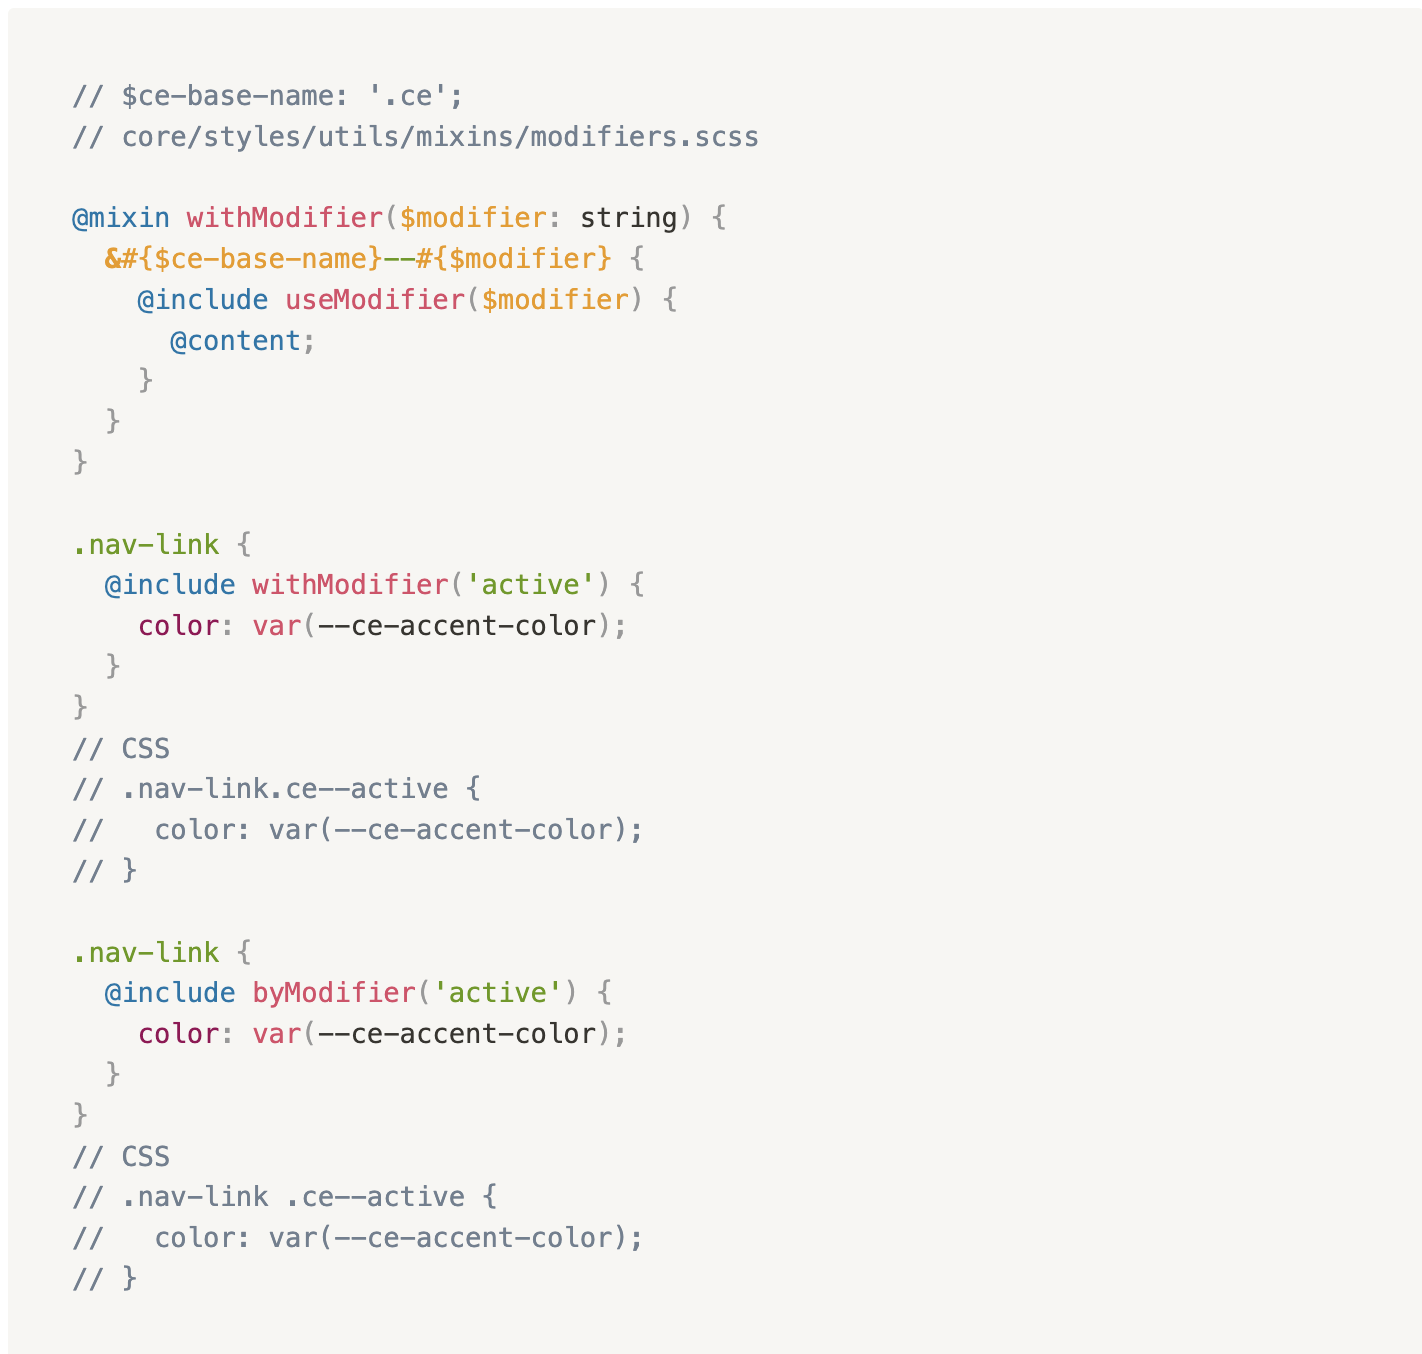 // $ce-base-name: '.ce';
// core/styles/utils/mixins/modifiers.scss

@mixin withModifier($modifier: string) {
  &#{$ce-base-name}--#{$modifier} {
    @include useModifier($modifier) {
      @content;
    }
  }
}

.nav-link {
  @include withModifier('active') {
    color: var(--ce-accent-color);
  }
}
// CSS
// .nav-link.ce--active {
//   color: var(--ce-accent-color);
// }

.nav-link {
  @include byModifier('active') {
    color: var(--ce-accent-color);
  }
}
// CSS
// .nav-link .ce--active {
//   color: var(--ce-accent-color);
// }